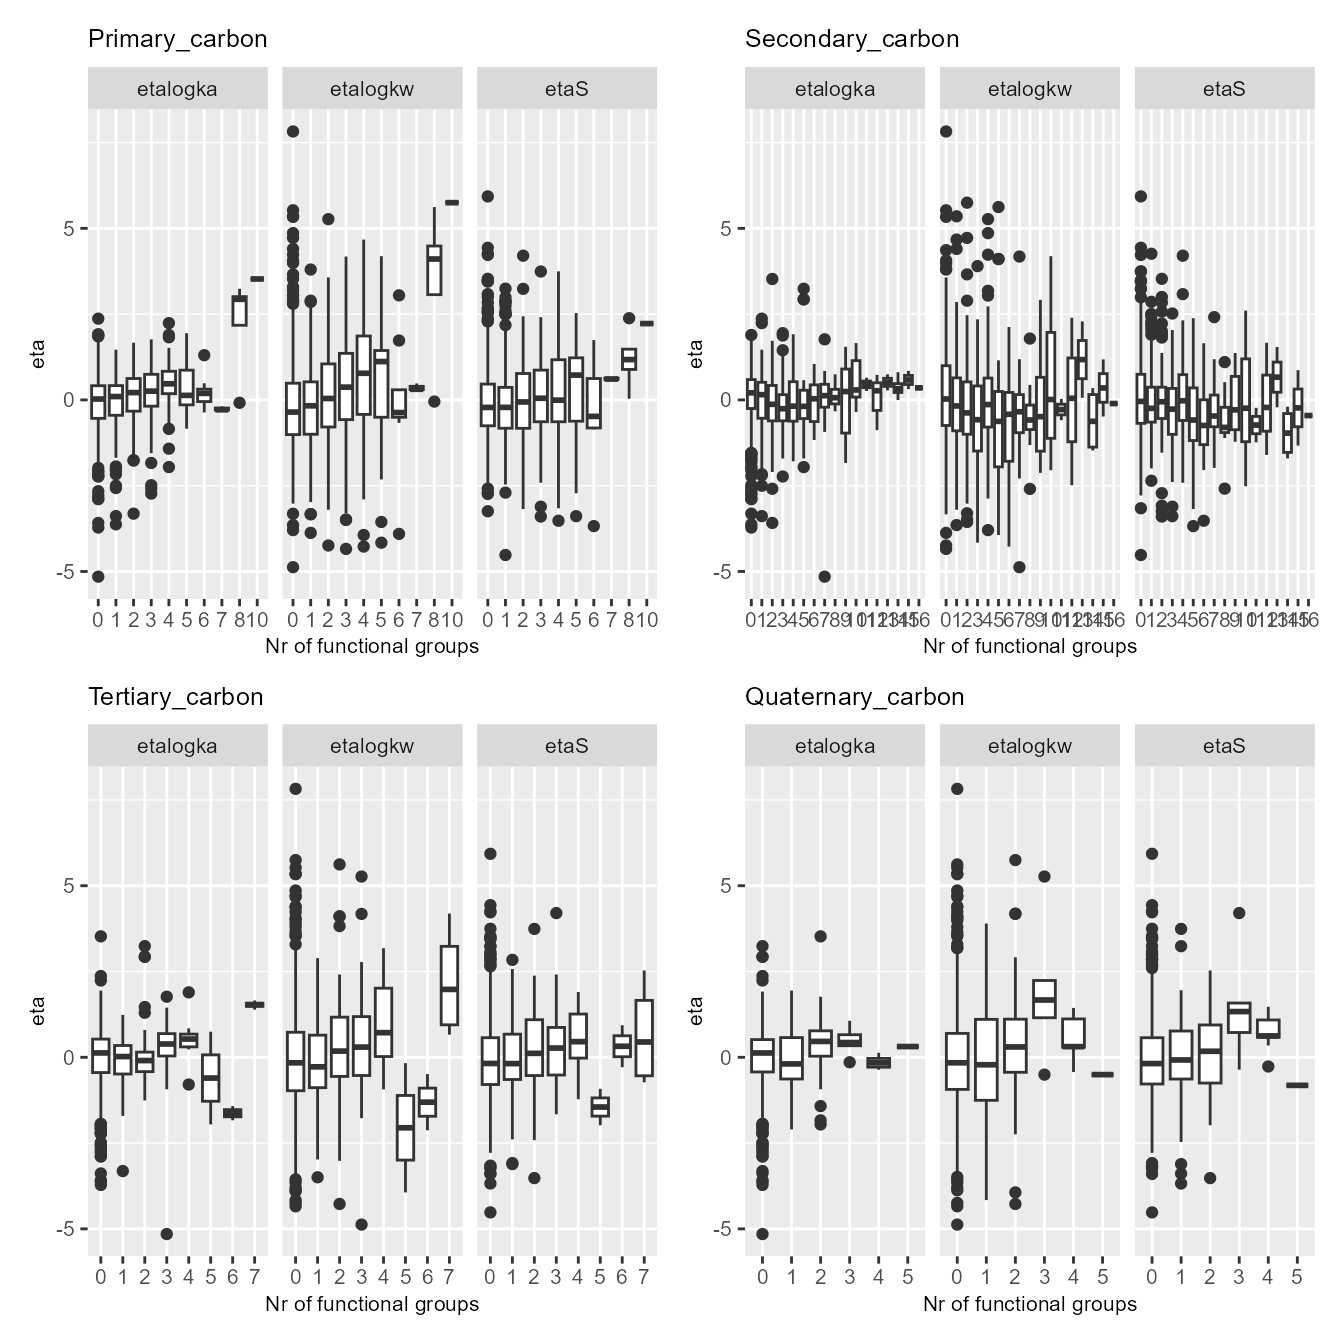 Primary_carbon
etalogka etalogkw etaS
eta
5
0
-5
0 1 2 3 4 5 6 7 8 10 0 1 2 3 4 5 6 7 8 10 0 1 2 3 4 5 6 7 8 10
Nr of functional groups
Secondary_carbon
etalogka etalogkw etaS
eta
5
0
-5
Nr of functional groups
Tertiary_carbon
etalogka etalogkw etaS
eta
5
0
-5
0 1 2 3 4 5 6 7 0 1 2 3 4 5 6 7 0 1 2 3 4 5 6 7
Nr of functional groups
Quaternary_carbon
etalogka etalogkw etaS
eta
5
0
-5
0 1 2 3 4 5 0 1 2 3 4 5 0 1 2 3 4 5
Nr of functional groups